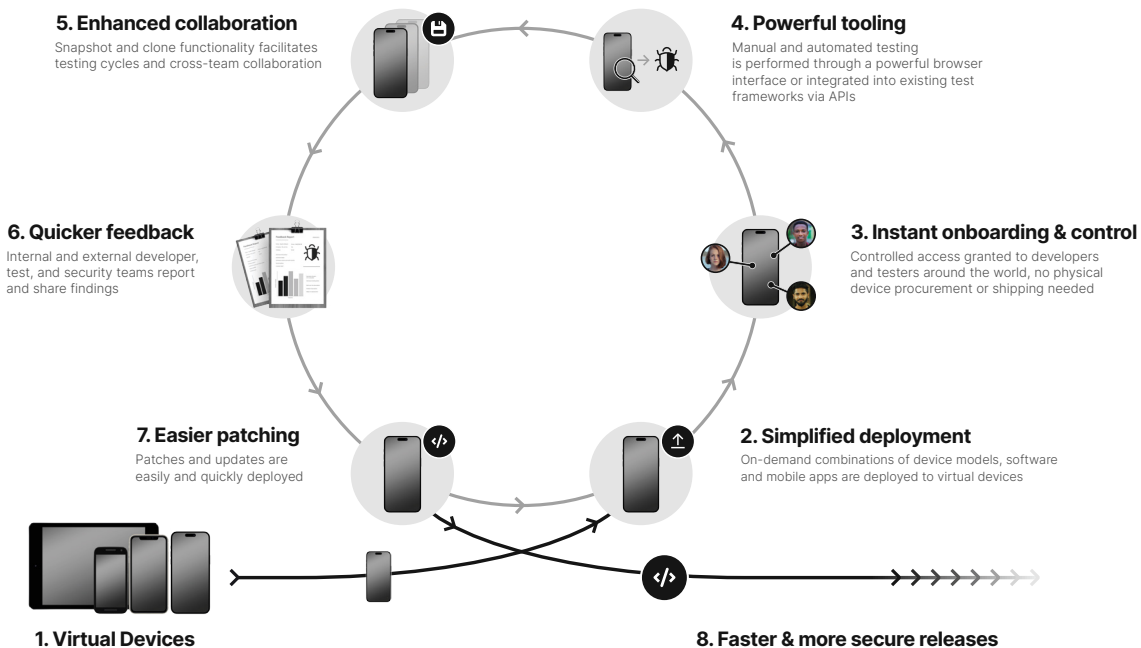 5. Enhanced collaboration
Snapshot and clone functionality facilitates
testing cycles and cross-team collaboration
4. Powerful tooling
Manual and automated testing
is performed through a powerful browser
interface or integrated into existing test
frameworks via APIs
6. Quicker feedback
Internal and external developer,
test, and security teams report
and share findings
3. Instant onboarding & control
Controlled access granted to developers
and testers around the world, no physical
device procurement or shipping needed
7. Easier patching
Patches and updates are
easily and quickly deployed
2. Simplified deployment
On-demand combinations of device models, software
and mobile apps are deployed to virtual devices
1. Virtual Devices
8. Faster & more secure releases